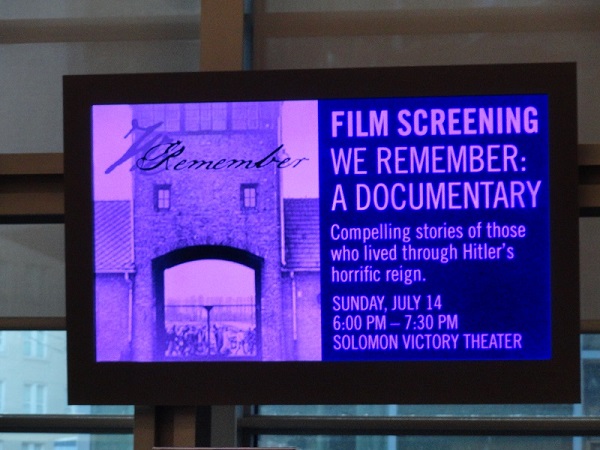 We Remember
FILM SCREENING
WE REMEMBER:
A DOCUMENTARY
Compelling stories of those
who lived through Hitler's
horrific reign.
SUNDAY, JULY 14
6:00 PM – 7:30 PM
SOLOMON VICTORY THEATER